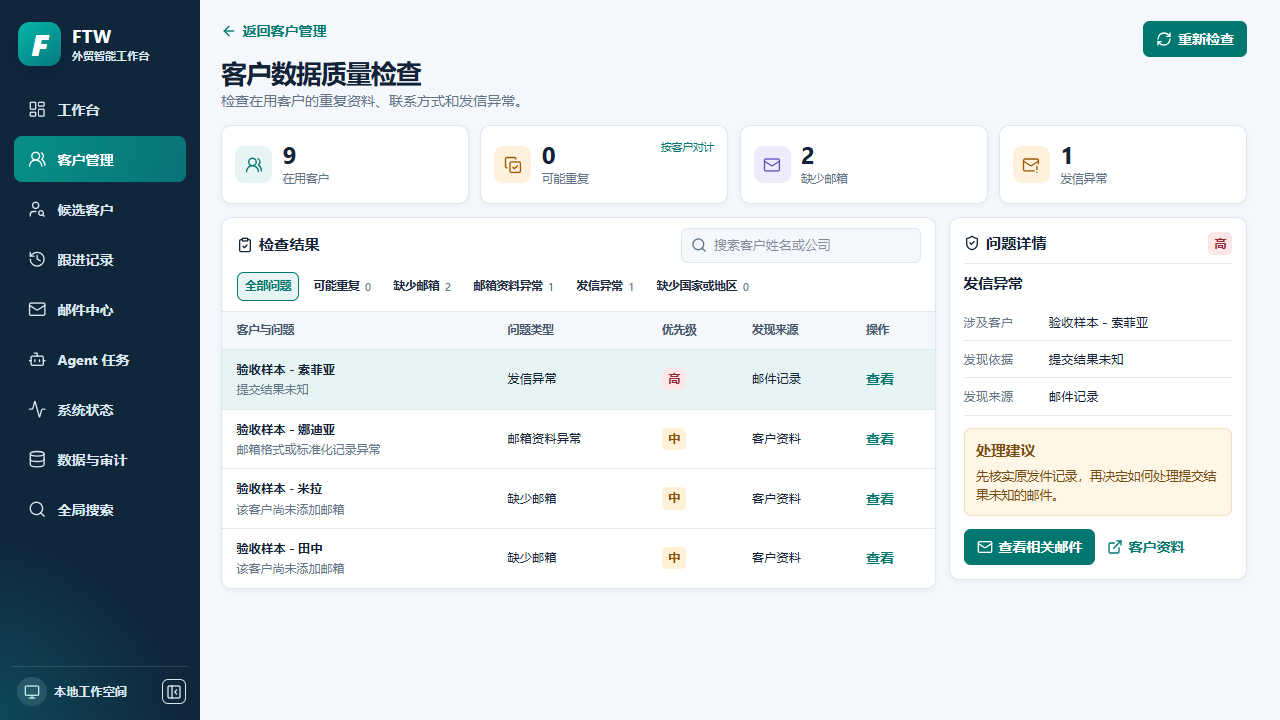 F
FTW
外贸智能工作台
工作台
客户管理
候选客户
跟进记录
邮件中心
Agent 任务
系统状态
数据与审计
全局搜索
本地工作空间
返回客户管理
重新检查
客户数据质量检查
检查在用客户的重复资料、联系方式和发信异常。
9
在用客户
0
可能重复
按客户对计
2
缺少邮箱
1
发信异常
检查结果
搜索客户姓名或公司
全部问题 可能重复 0 缺少邮箱 2 邮箱资料异常 1 发信异常 1 缺少国家或地区 0
客户与问题 问题类型 优先级 发现来源 操作
验收样本 - 索菲亚
提交结果未知
发信异常 高 邮件记录 查看
验收样本 - 娜迪亚
邮箱格式或标准化记录异常
邮箱资料异常 中 客户资料 查看
验收样本 - 米拉
该客户尚未添加邮箱
缺少邮箱 中 客户资料 查看
验收样本 - 田中
该客户尚未添加邮箱
缺少邮箱 中 客户资料 查看
问题详情 高
发信异常
涉及客户 验收样本 - 索菲亚
发现依据 提交结果未知
发现来源 邮件记录
处理建议
先核实原发件记录，再决定如何处理提交结
果未知的邮件。
查看相关邮件 客户资料